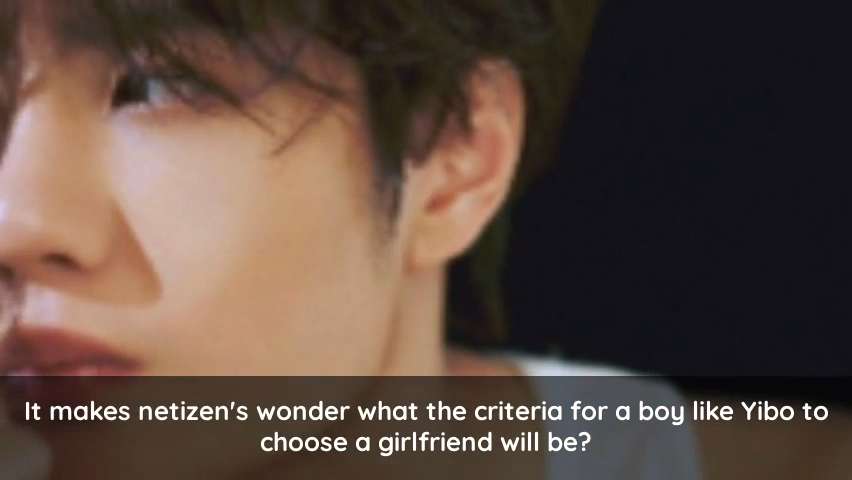 It makes netizen's wonder what the criteria for a boy like Yibo to
choose a girlfriend will be?